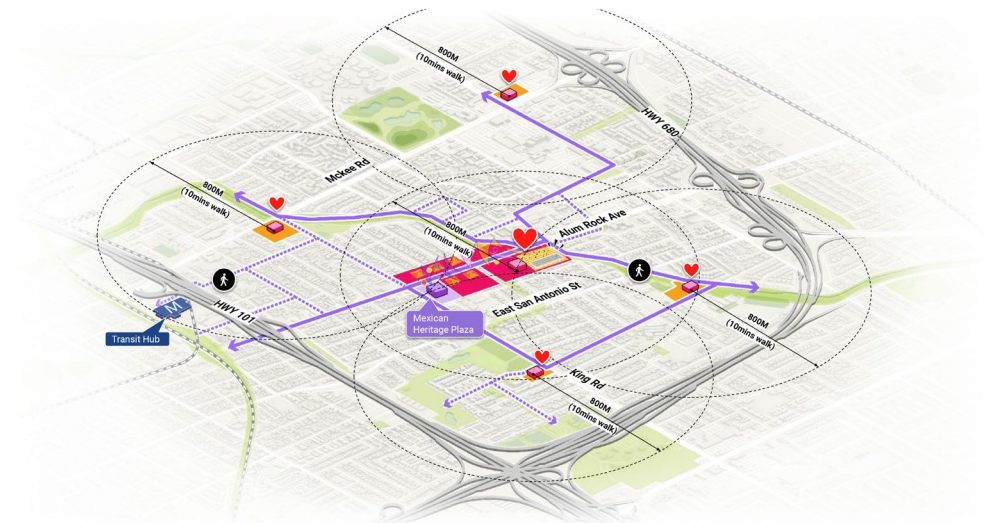 800M
(10mins walk)
HWY 680
Mckee Rd
800M
(10mins walk)
800M
(10mins walk)
Alum Rock Ave
East San Antonio St
HWY 101
M
Transit Hub
Mexican
Heritage Plaza
800M
(10mins walk)
King Rd
800M
(10mins walk)